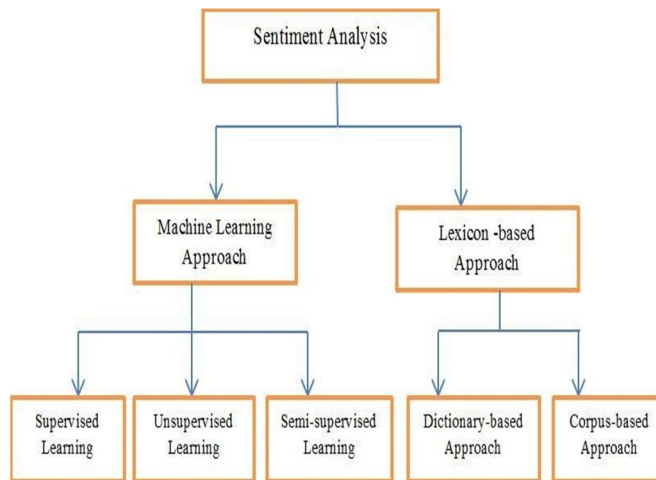 Sentiment Analysis
Machine Learning
Approach
Lexicon -based
Approach
Supervised
Learning
Unsupervised
Learning
Semi-supervised
Learning
Dictionary-based
Approach
Corpus-based
Approach